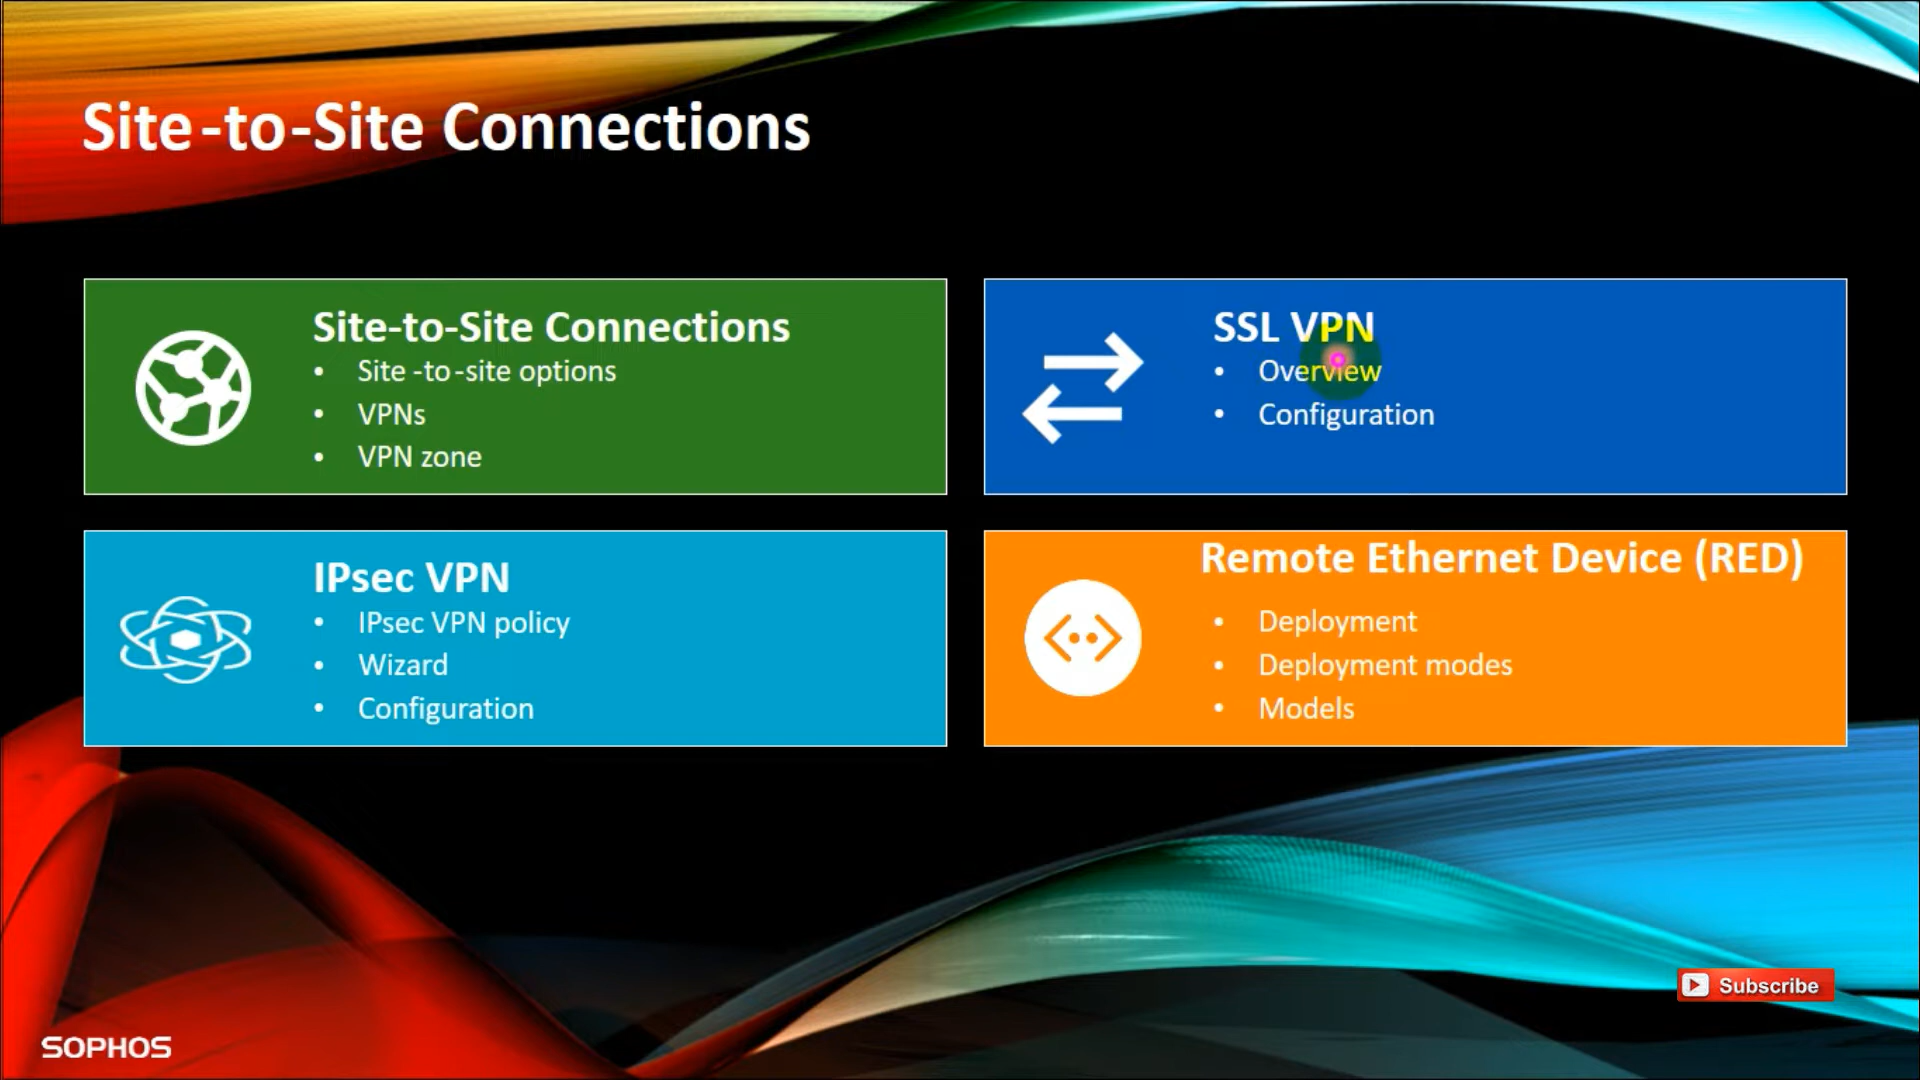 Site-to-Site Connections
Site-to-Site Connections
• Site-to-site options
• VPNs
• VPN zone
SSL VPN
• Overview
• Configuration
IPsec VPN
• IPsec VPN policy
• Wizard
• Configuration
Remote Ethernet Device (RED)
• Deployment
• Deployment modes
• Models
Subscribe
SOPHOS